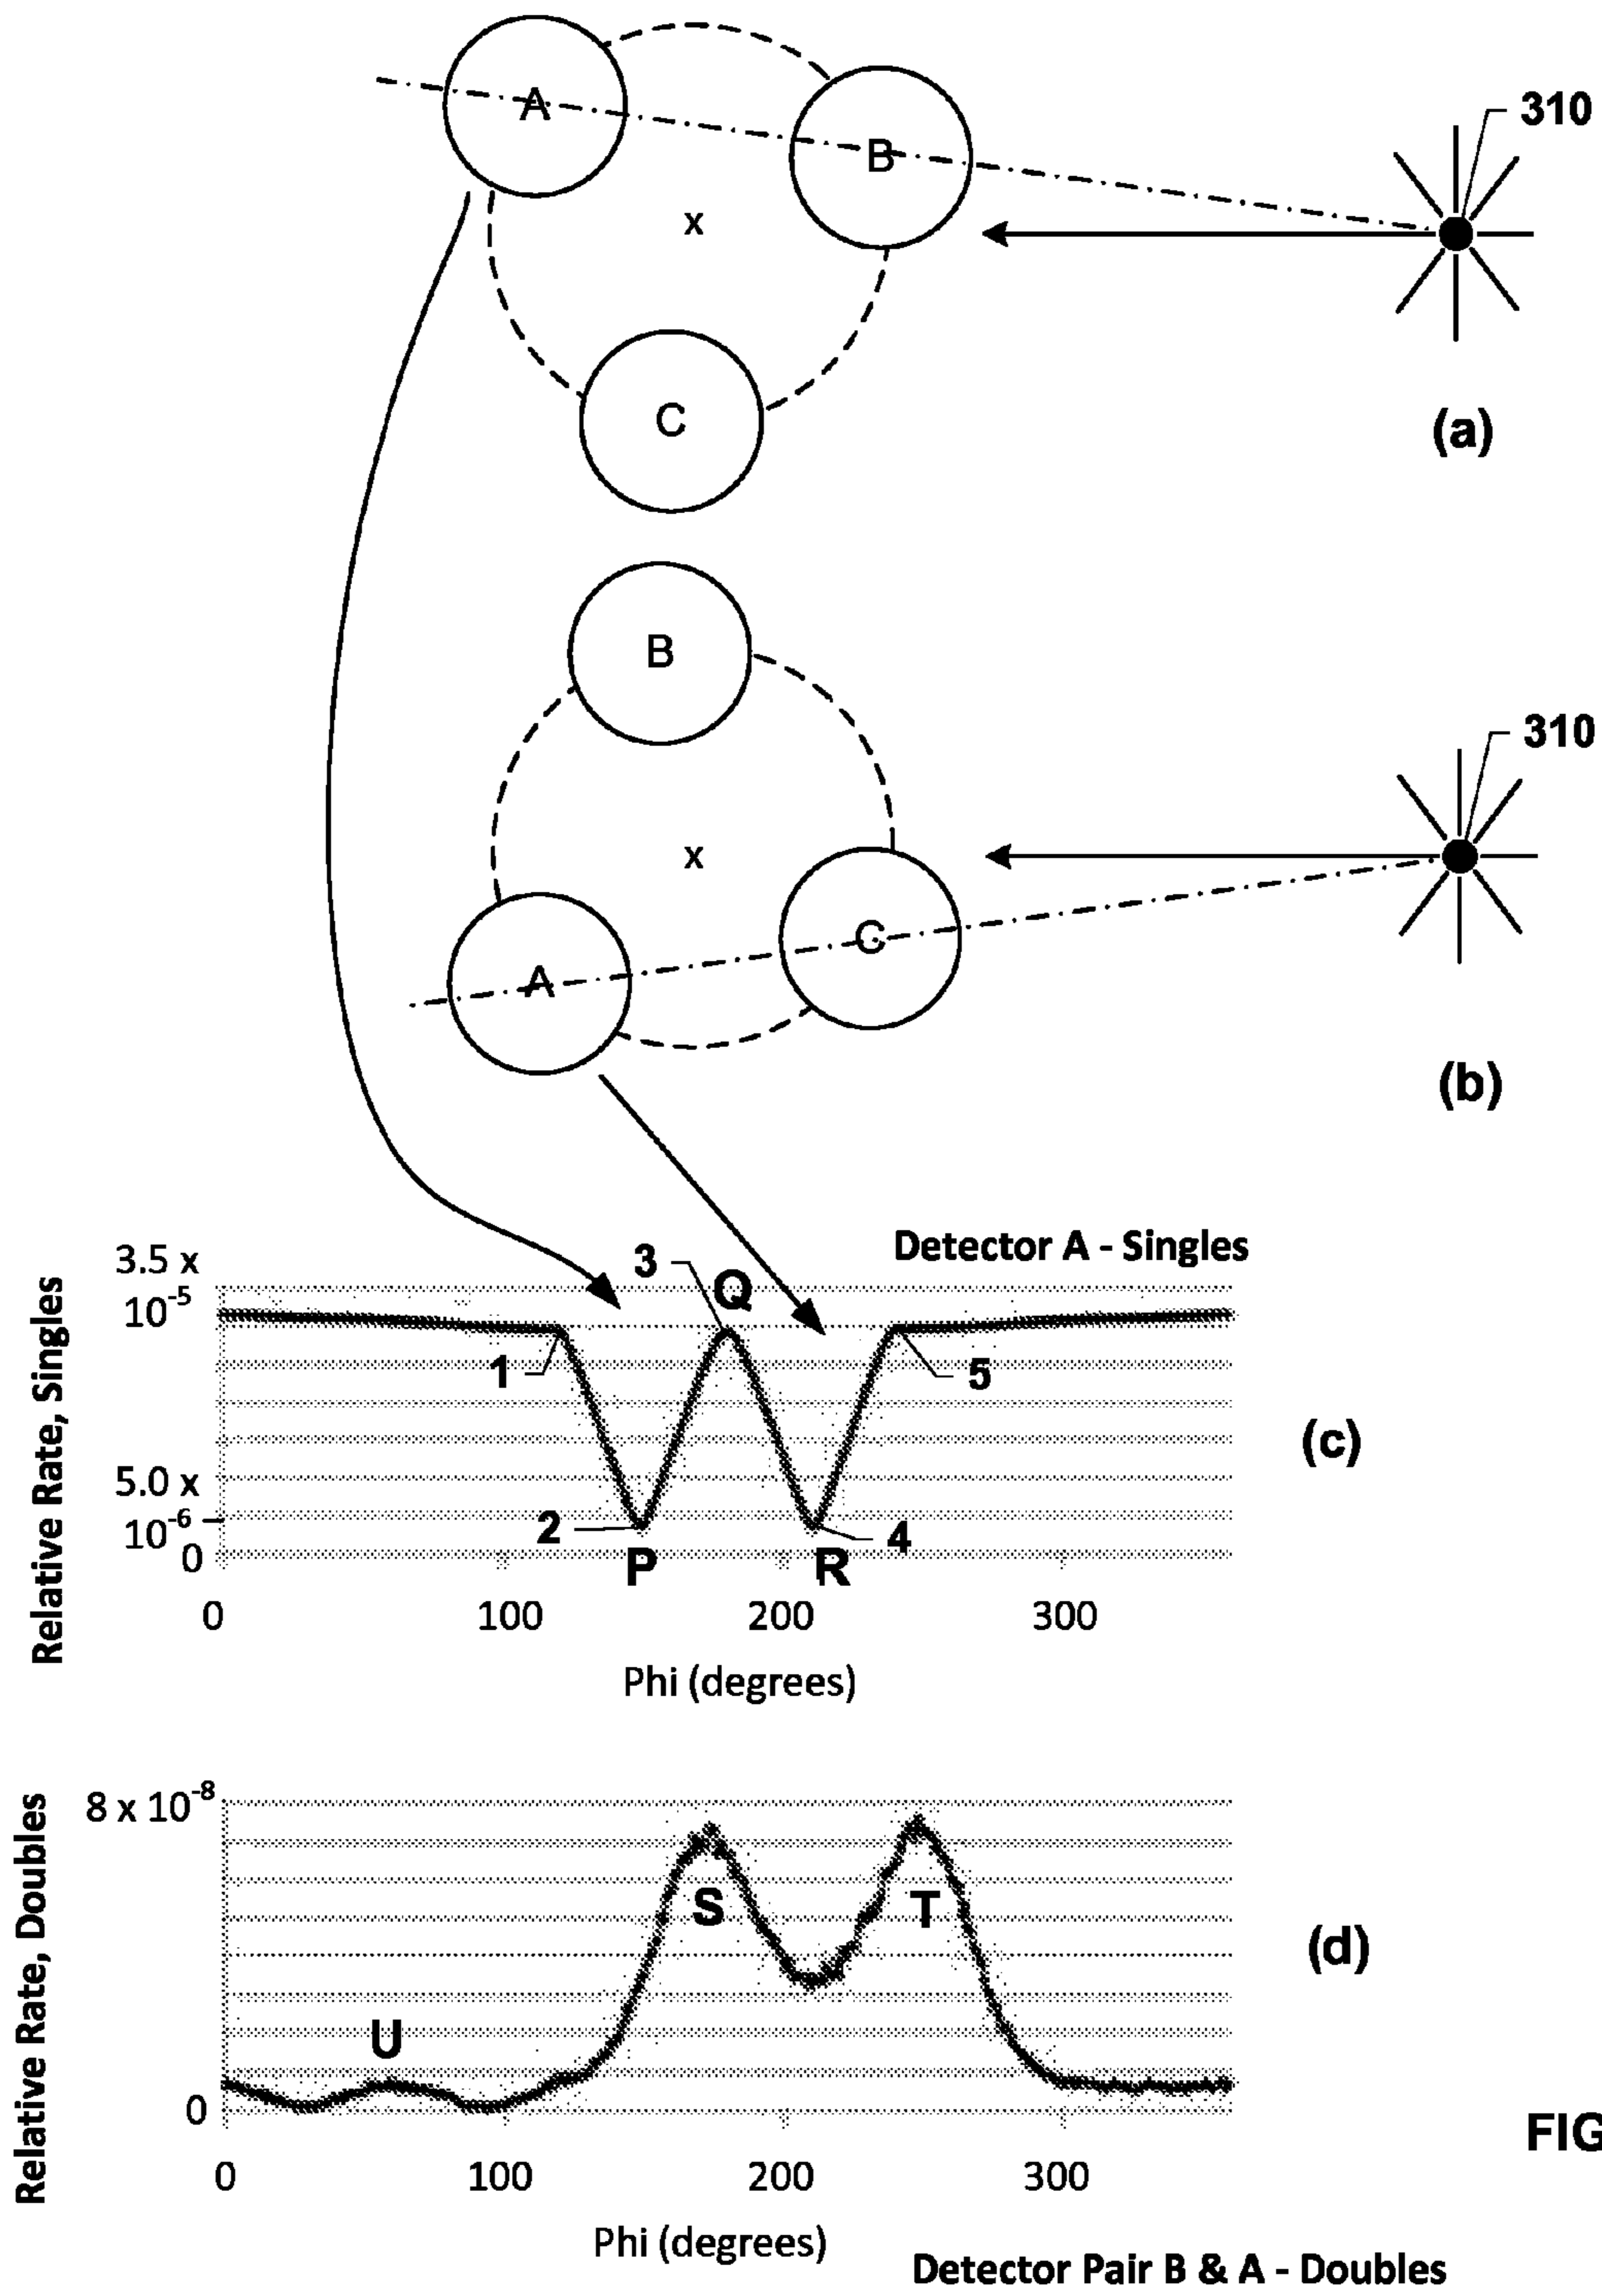 A
B
x
C
310
(a)
B
x
A
C
310
(b)
Detector A - Singles
Relative Rate, Singles
3.5 x
10-5
5.0 x
10-6
0
1
2
3
4
5
P
Q
R
(c)
0 100 200 300
Phi (degrees)
Relative Rate, Doubles
8 x 10-8
0
S
T
U
(d)
FIG
0 100 200 300
Phi (degrees)
Detector Pair B & A - Doubles